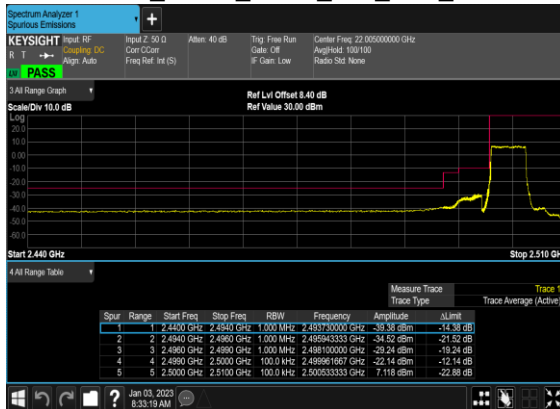 Spectrum Analyzer 1
Spurious Emissions
+
KEYSIGHT Input: RF Input Z: 50 Ω Atten: 40 dB Trig: Free Run Center Freq: 22.005000000 GHz
R T Coupling: DC Corr CCorr Gate: Off Avg|Hold: 100/100
Align: Auto Freq Ref: Int (S) IF Gain: Low Radio Std: None
PASS
3 All Range Graph Ref Lvl Offset 8.40 dB
Scale/Div 10.0 dB Ref Value 30.00 dBm
Log
20.0
10.0
0.00
-10.0
-20.0
-30.0
-40.0
-50.0
-60.0
Start 2.440 GHz Stop 2.510 GH
4 All Range Table
Measure Trace Trace 1
Trace Type Trace Average (Active)
Spur Range Start Freq Stop Freq RBW Frequency Amplitude ΔLimit
1 1 2.4400 GHz 2.4940 GHz 1.000 MHz 2.493730000 GHz -39.38 dBm -14.38 dB
2 2 2.4940 GHz 2.4960 GHz 1.000 MHz 2.495943333 GHz -34.52 dBm -21.52 dB
3 3 2.4960 GHz 2.4990 GHz 1.000 MHz 2.498100000 GHz -29.24 dBm -19.24 dB
4 4 2.4990 GHz 2.5000 GHz 100.0 kHz 2.499961667 GHz -22.14 dBm -12.14 dB
5 5 2.5000 GHz 2.5100 GHz 100.0 kHz 2.500533333 GHz 7.118 dBm -22.88 dB
? Jan 03, 2023
8:33:19 AM